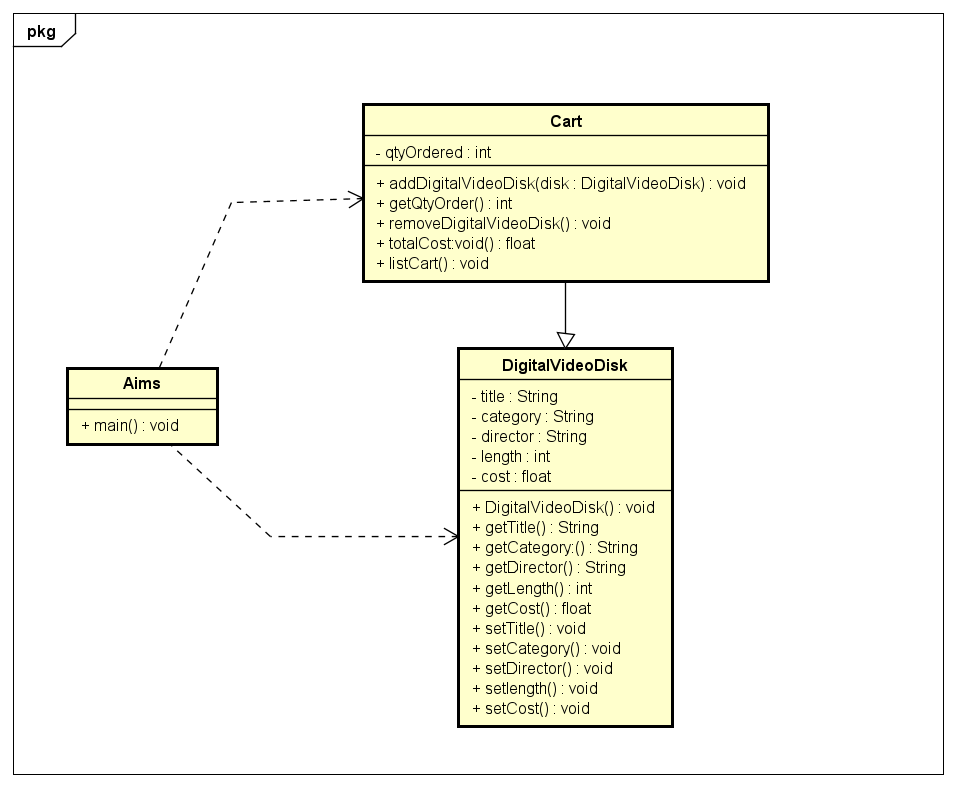 pkg
Cart
- qtyOrdered : int
+ addDigitalVideoDisk(disk : DigitalVideoDisk) : void
+ getQtyOrder() : int
+ removeDigitalVideoDisk() : void
+ totalCost:void() : float
+ listCart() : void
Aims
+ main() : void
DigitalVideoDisk
- title : String
- category : String
- director : String
- length : int
- cost : float
+ DigitalVideoDisk() : void
+ getTitle() : String
+ getCategory:() : String
+ getDirector() : String
+ getLength() : int
+ getCost() : float
+ setTitle() : void
+ setCategory() : void
+ setDirector() : void
+ setlength() : void
+ setCost() : void